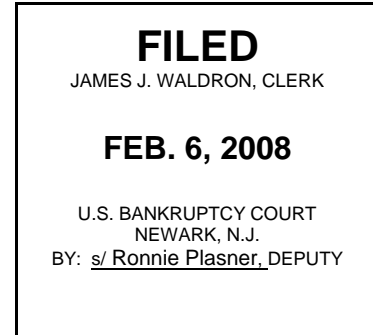 FILED
JAMES J. WALDRON, CLERK
FEB. 6, 2008
U.S. BANKRUPTCY COURT
NEWARK, N.J.
BY: s/ Ronnie Plasner, DEPUTY